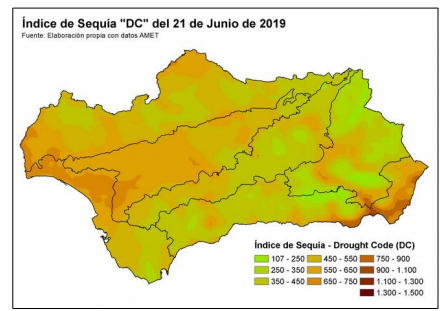 Índice de Sequía "DC" del 21 de Junio de 2019
Fuente: Elaboración propia con datos AMET
Índice de Sequía - Drought Code (DC)
107 - 250 450 - 550 750 - 900
250 - 350 550 - 650 900 - 1.100
350 - 450 650 - 750 1.100 - 1.300
1.300 - 1.500